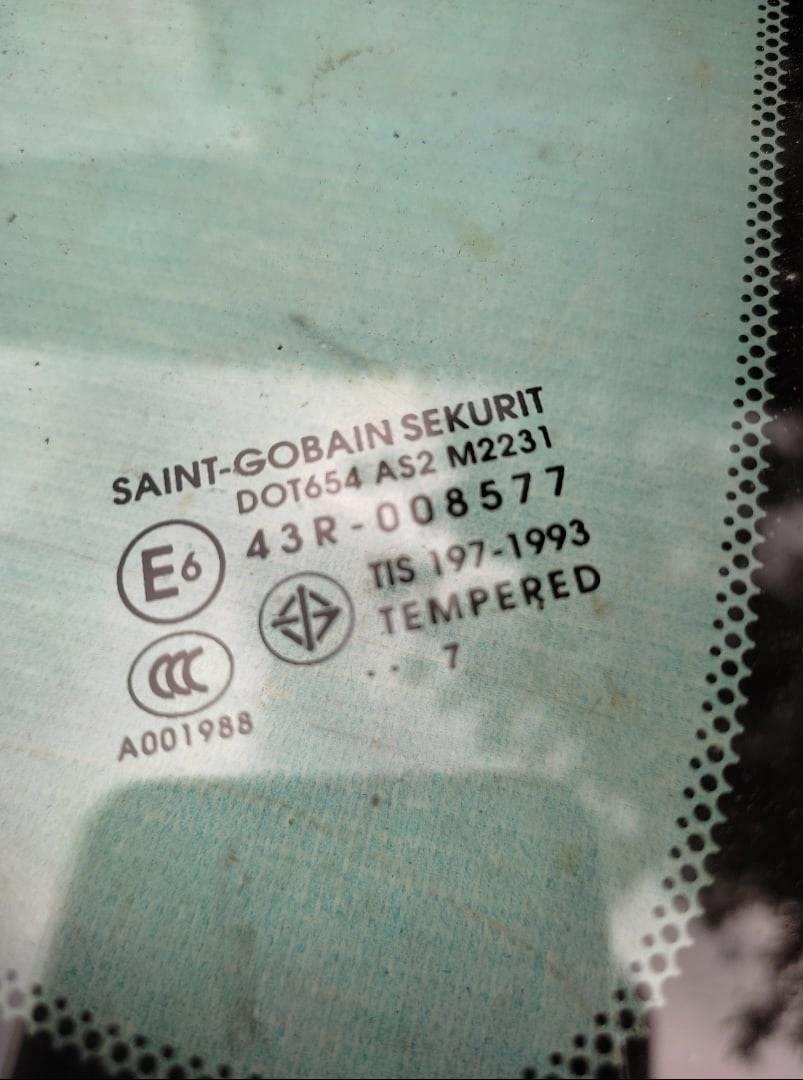 SAINT-GOBAIN SEKURIT
DOT654 AS2 M2231
43R-008577
E6
TIS 197-1993
TEMPERED
CCC
.. 7
A001988